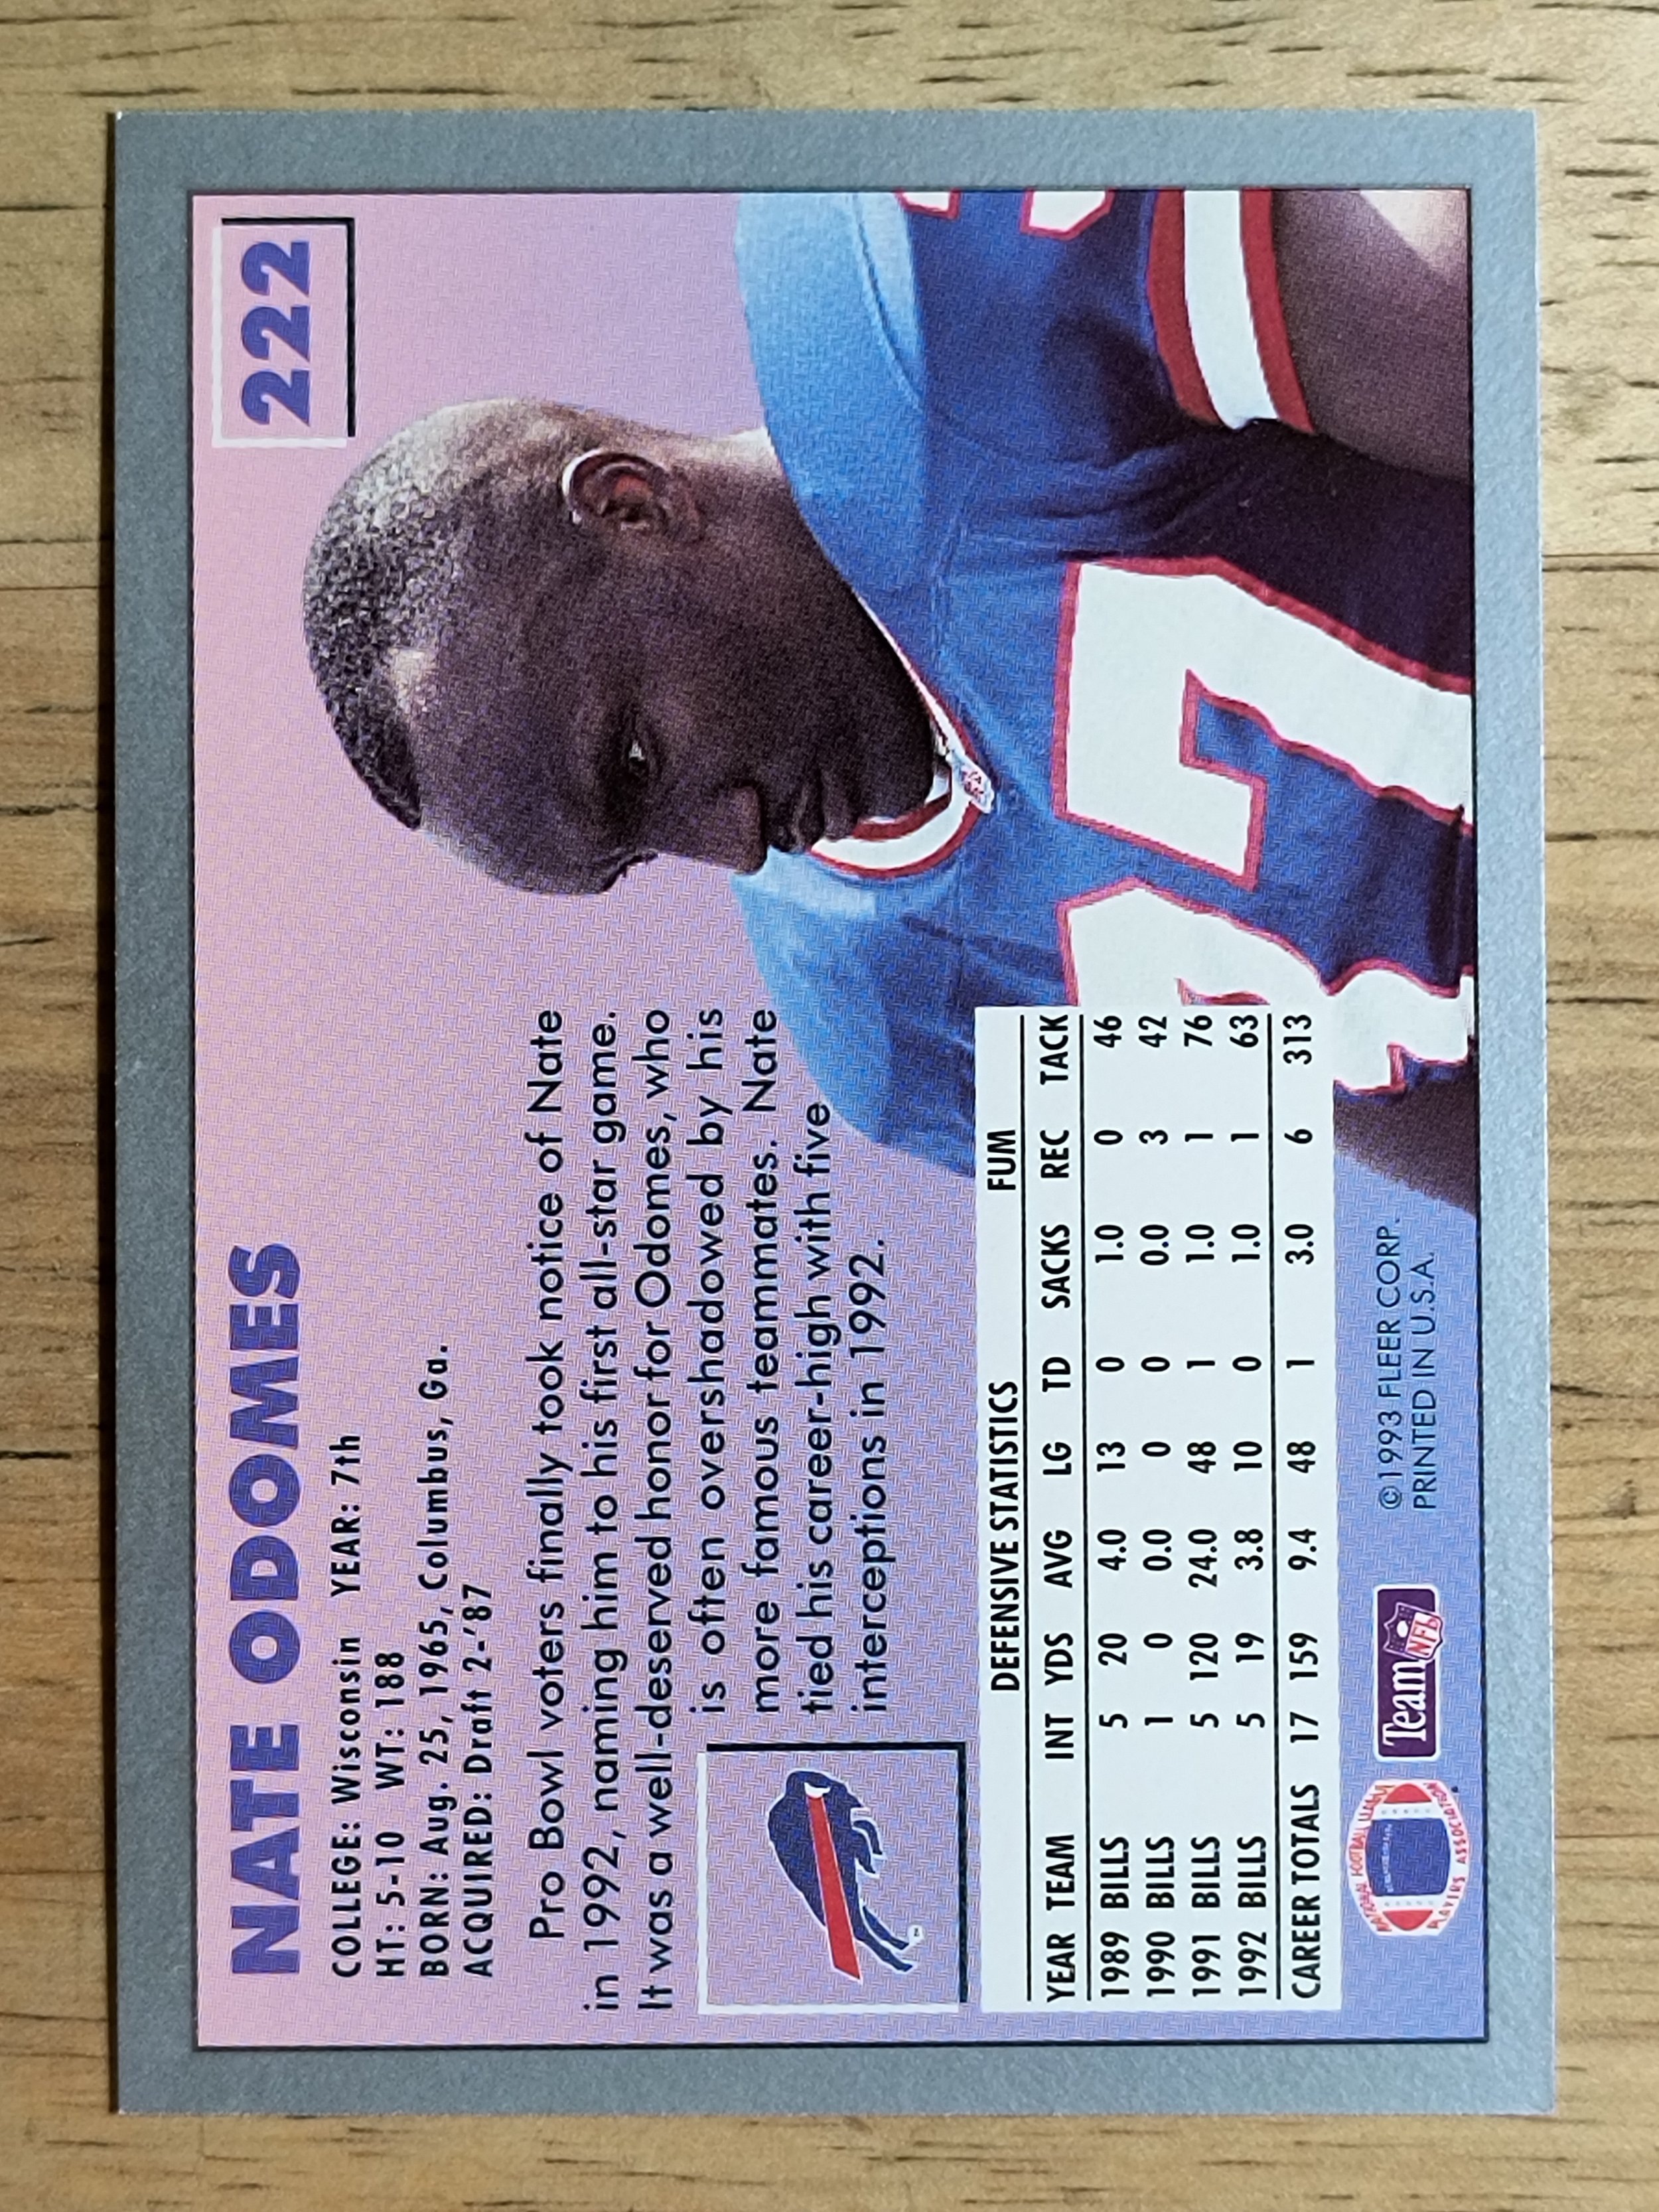 NATE ODOMES
222
COLLEGE: Wisconsin YEAR: 7th
HT: 5-10 WT: 188
BORN: Aug. 25, 1965, Columbus, Ga.
ACQUIRED: Draft 2-'87
Pro Bowl voters finally took notice of Nate
in 1992, naming him to his first all-star game.
It was a well-deserved honor for Odomes, who
is often overshadowed by his
more famous teammates. Nate
tied his career-high with five
interceptions in 1992.
DEFENSIVE STATISTICS FUM
YEAR TEAM INT YDS AVG LG TD SACKS REC TACK
1989 BILLS 5 20 4.0 13 0 1.0 0 46
1990 BILLS 1 0 0.0 0 0 0.0 3 42
1991 BILLS 5 120 24.0 48 1 1.0 1 76
1992 BILLS 5 19 3.8 10 0 1.0 1 63
CAREER TOTALS 17 159 9.4 48 1 3.0 6 313
NATIONAL FOOTBALL LEAGUE
PLAYERS ASSOCIATION
Team NFL
©1993 FLEER CORP.
PRINTED IN U.S.A.